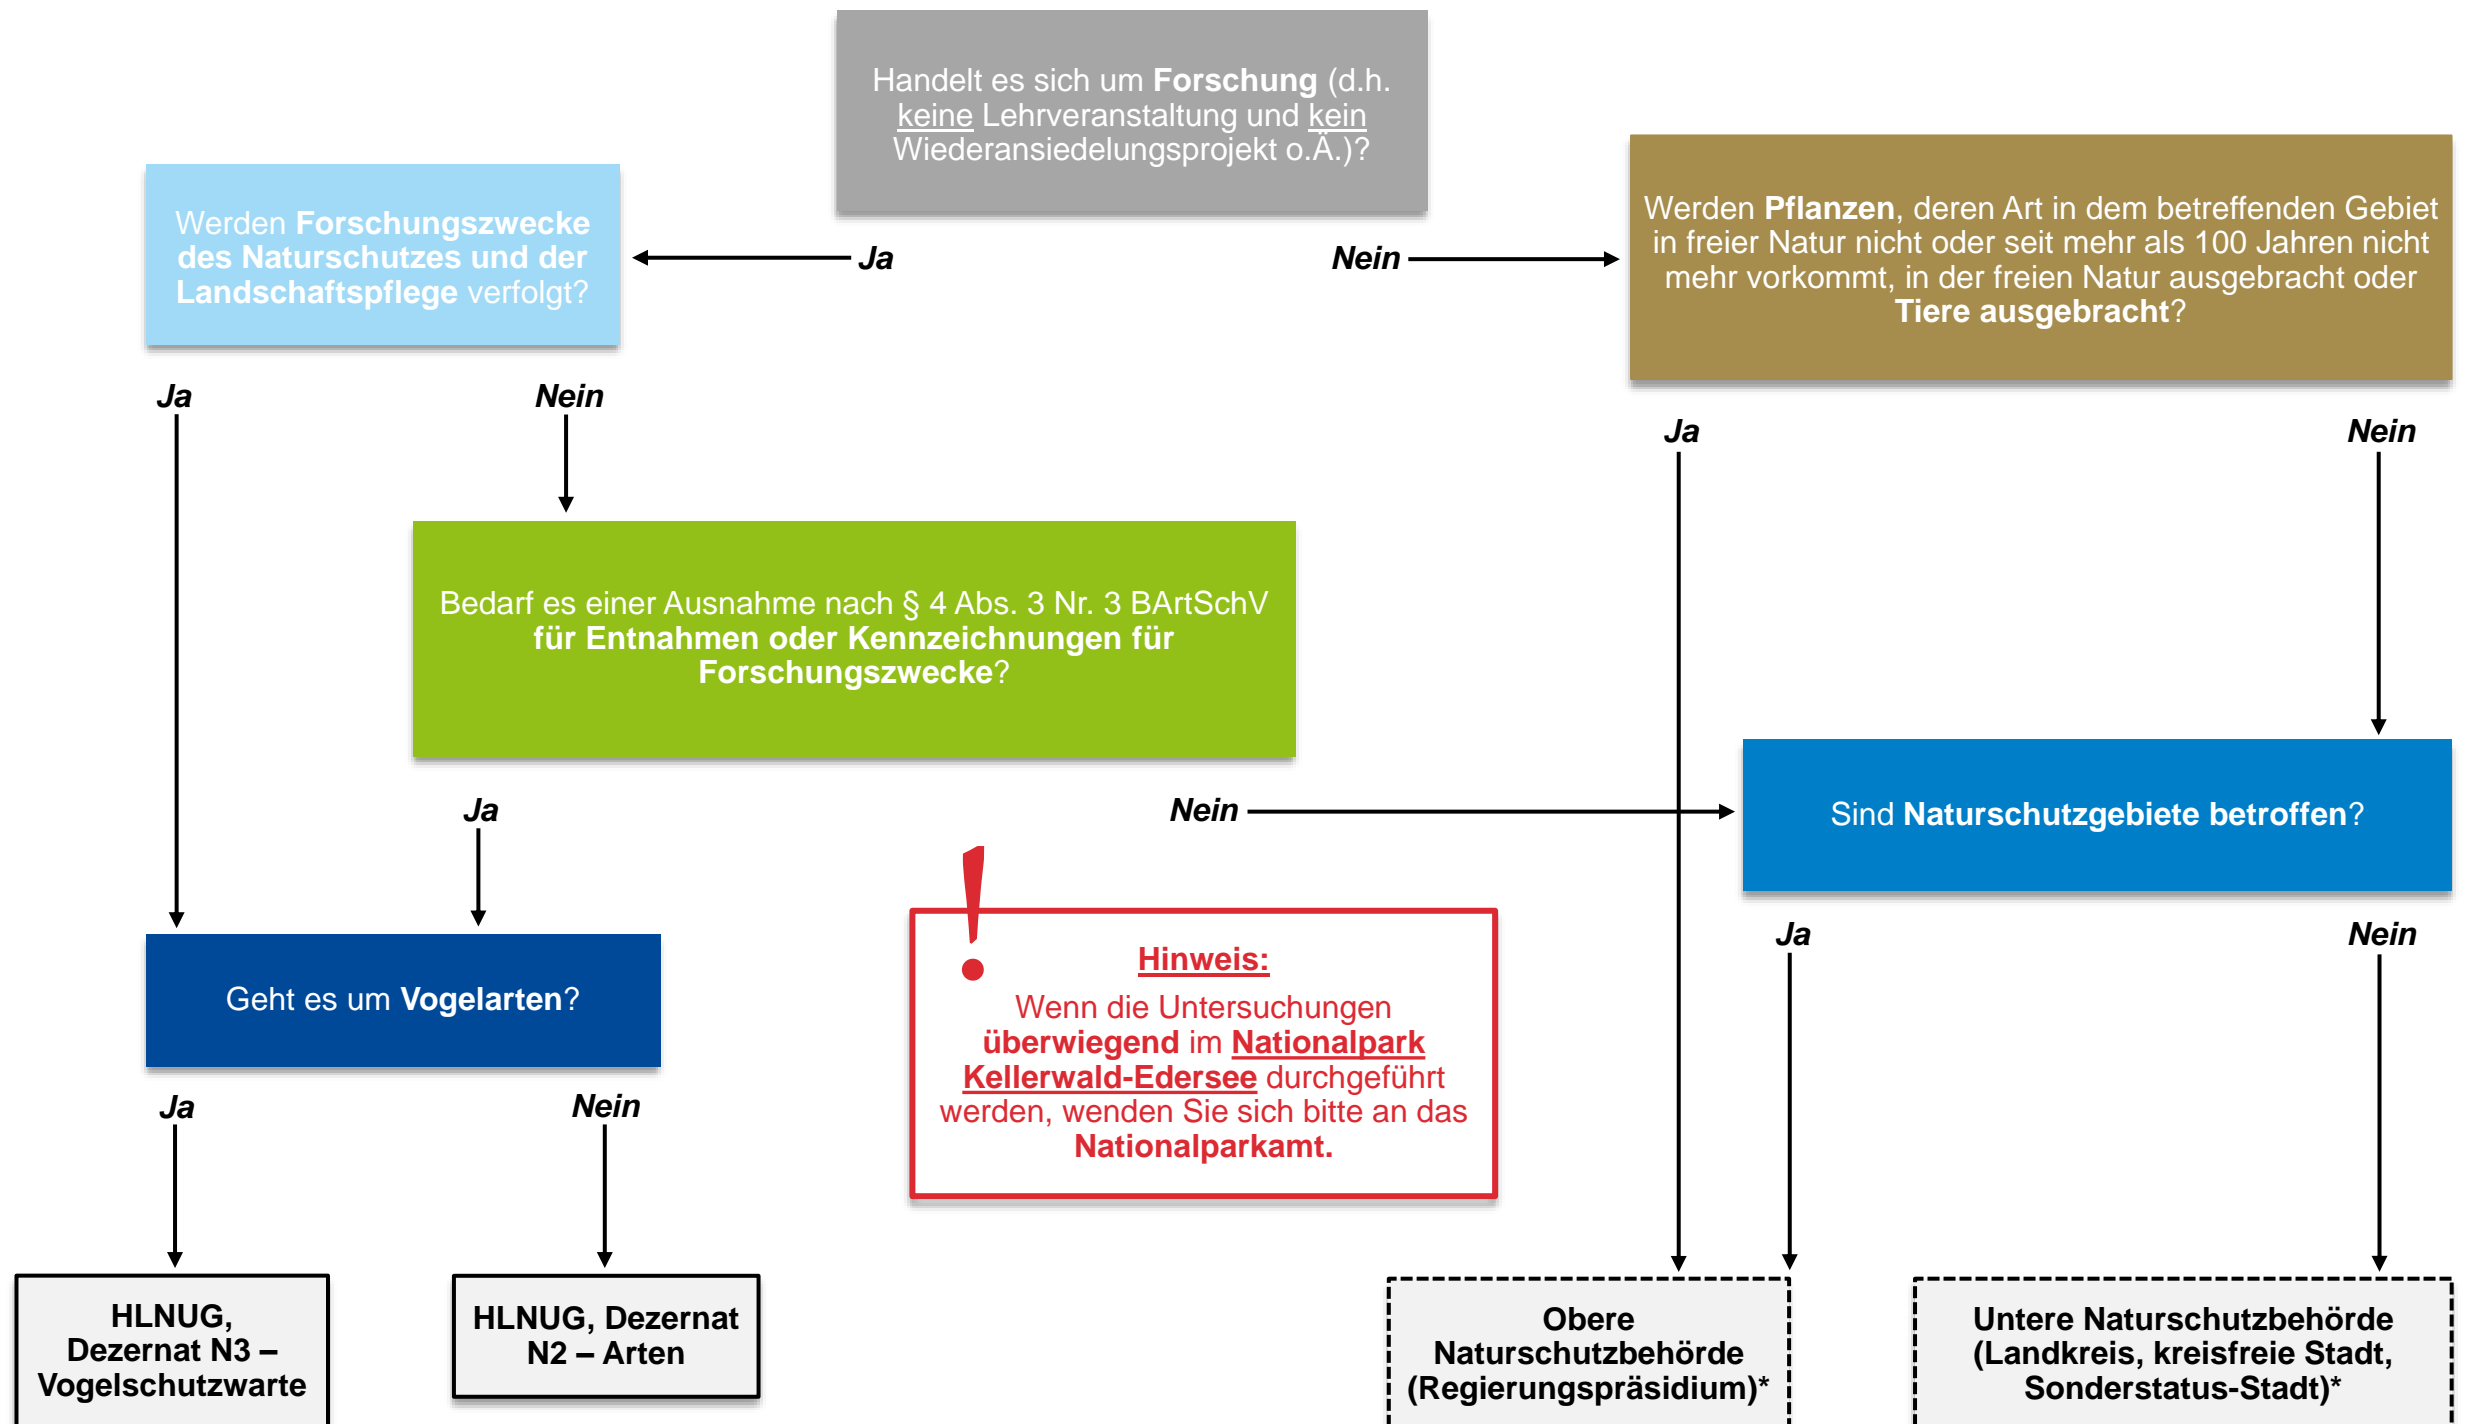 Handelt es sich um Forschung (d.h.
keine Lehrveranstaltung und kein
Wiederansiedelungsprojekt o.Ä.)?
Ja
Nein
Werden Forschungszwecke
des Naturschutzes und der
Landschaftspflege verfolgt?
Werden Pflanzen, deren Art in dem betreffenden Gebiet
in freier Natur nicht oder seit mehr als 100 Jahren nicht
mehr vorkommt, in der freien Natur ausgebracht oder
Tiere ausgebracht?
Ja
Nein
Ja
Nein
Bedarf es einer Ausnahme nach § 4 Abs. 3 Nr. 3 BArtSchV
für Entnahmen oder Kennzeichnungen für
Forschungszwecke?
Ja
Nein
Sind Naturschutzgebiete betroffen?
Geht es um Vogelarten?
!
Hinweis:
Wenn die Untersuchungen
überwiegend im Nationalpark
Kellerwald-Edersee durchgeführt
werden, wenden Sie sich bitte an das
Nationalparkamt.
Ja
Nein
Ja
Nein
HLNUG,
Dezernat N3 –
Vogelschutzwarte
HLNUG, Dezernat
N2 – Arten
Obere
Naturschutzbehörde
(Regierungspräsidium)*
Untere Naturschutzbehörde
(Landkreis, kreisfreie Stadt,
Sonderstatus-Stadt)*